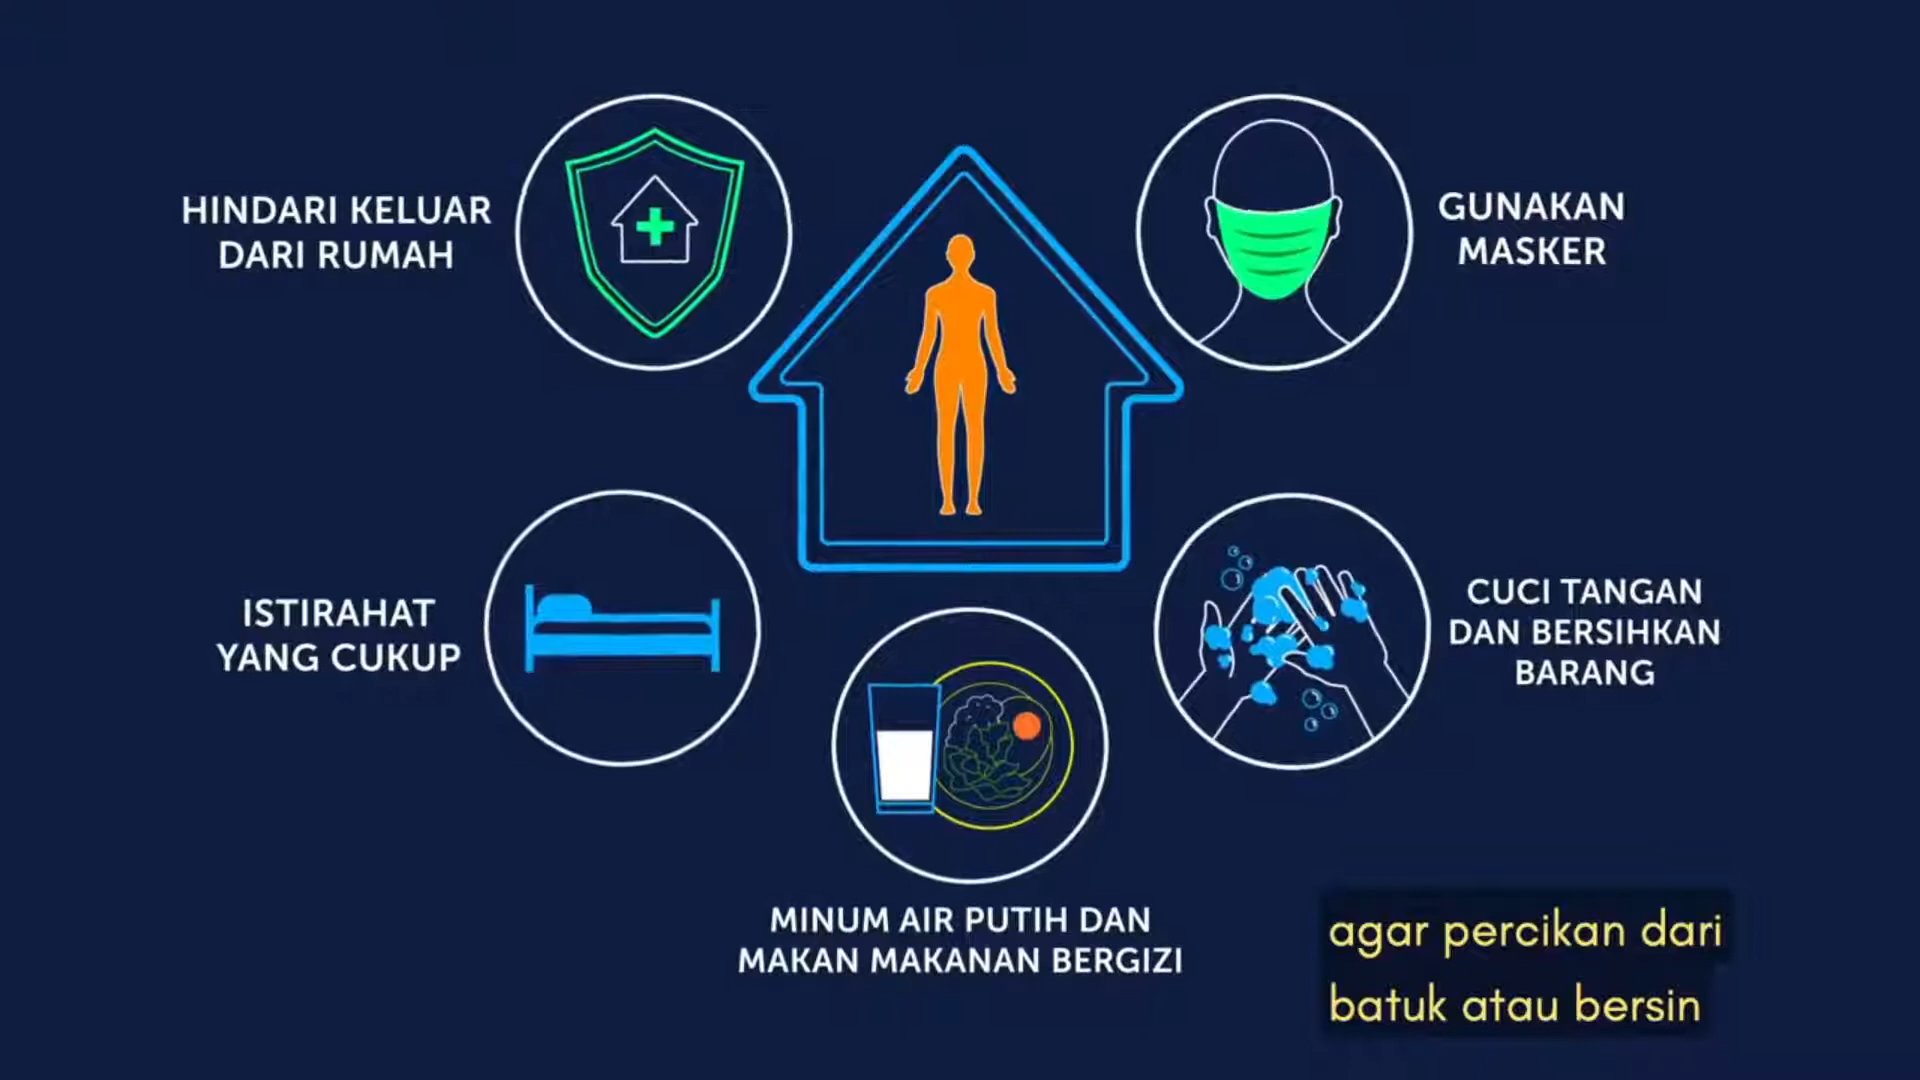 HINDARI KELUAR
DARI RUMAH
GUNAKAN
MASKER
ISTIRAHAT
YANG CUKUP
CUCI TANGAN
DAN BERSIHKAN
BARANG
MINUM AIR PUTIH DAN
MAKAN MAKANAN BERGIZI
agar percikan dari
batuk atau bersin